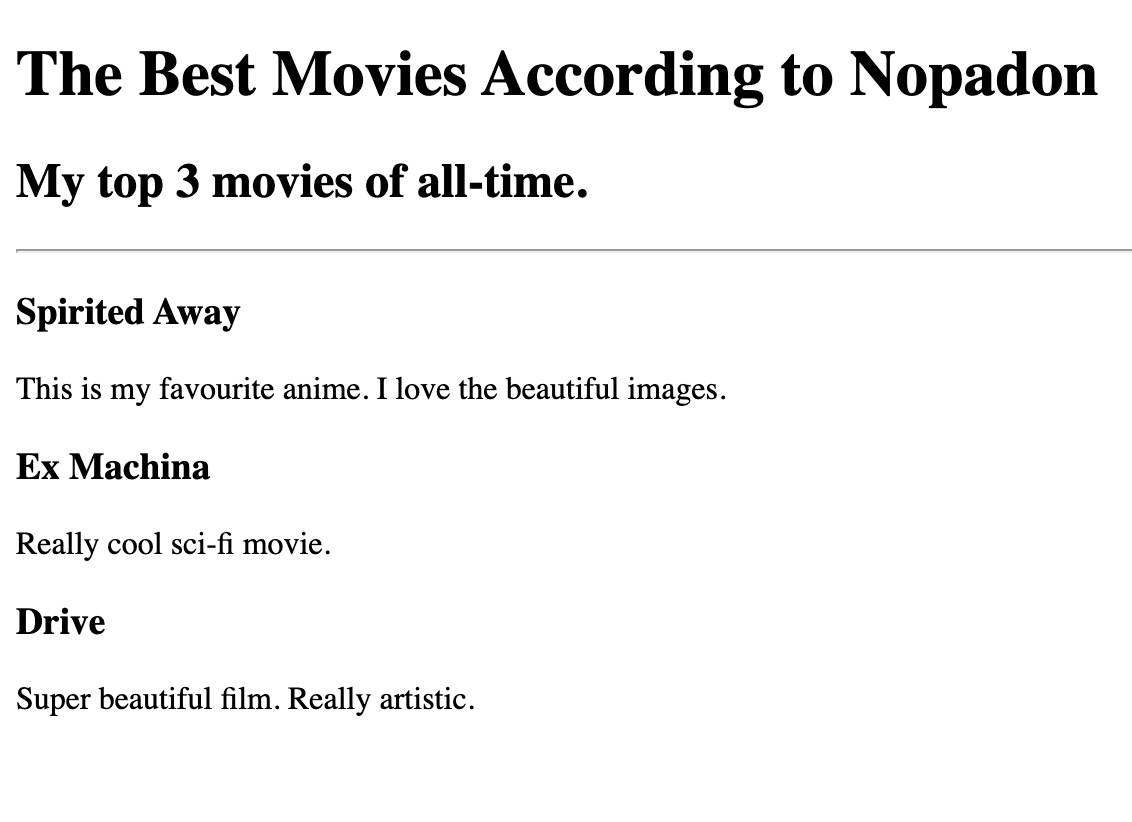 The Best Movies According to Nopadon
My top 3 movies of all-time.
Spirited Away
This is my favourite anime. I love the beautiful images.
Ex Machina
Really cool sci-fi movie.
Drive
Super beautiful film. Really artistic.